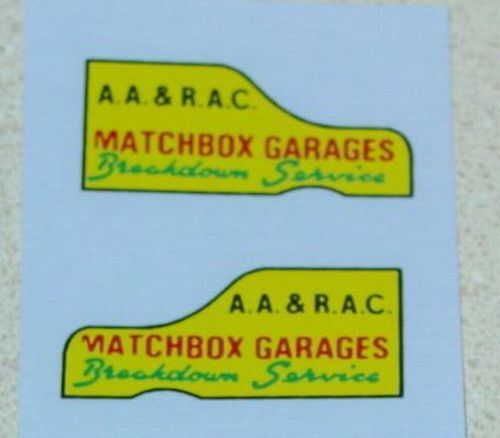 A.A. & R.A.C.
MATCHBOX GARAGES
Breakdown Service
A.A. & R.A.C.
MATCHBOX GARAGES
Breakdown Service